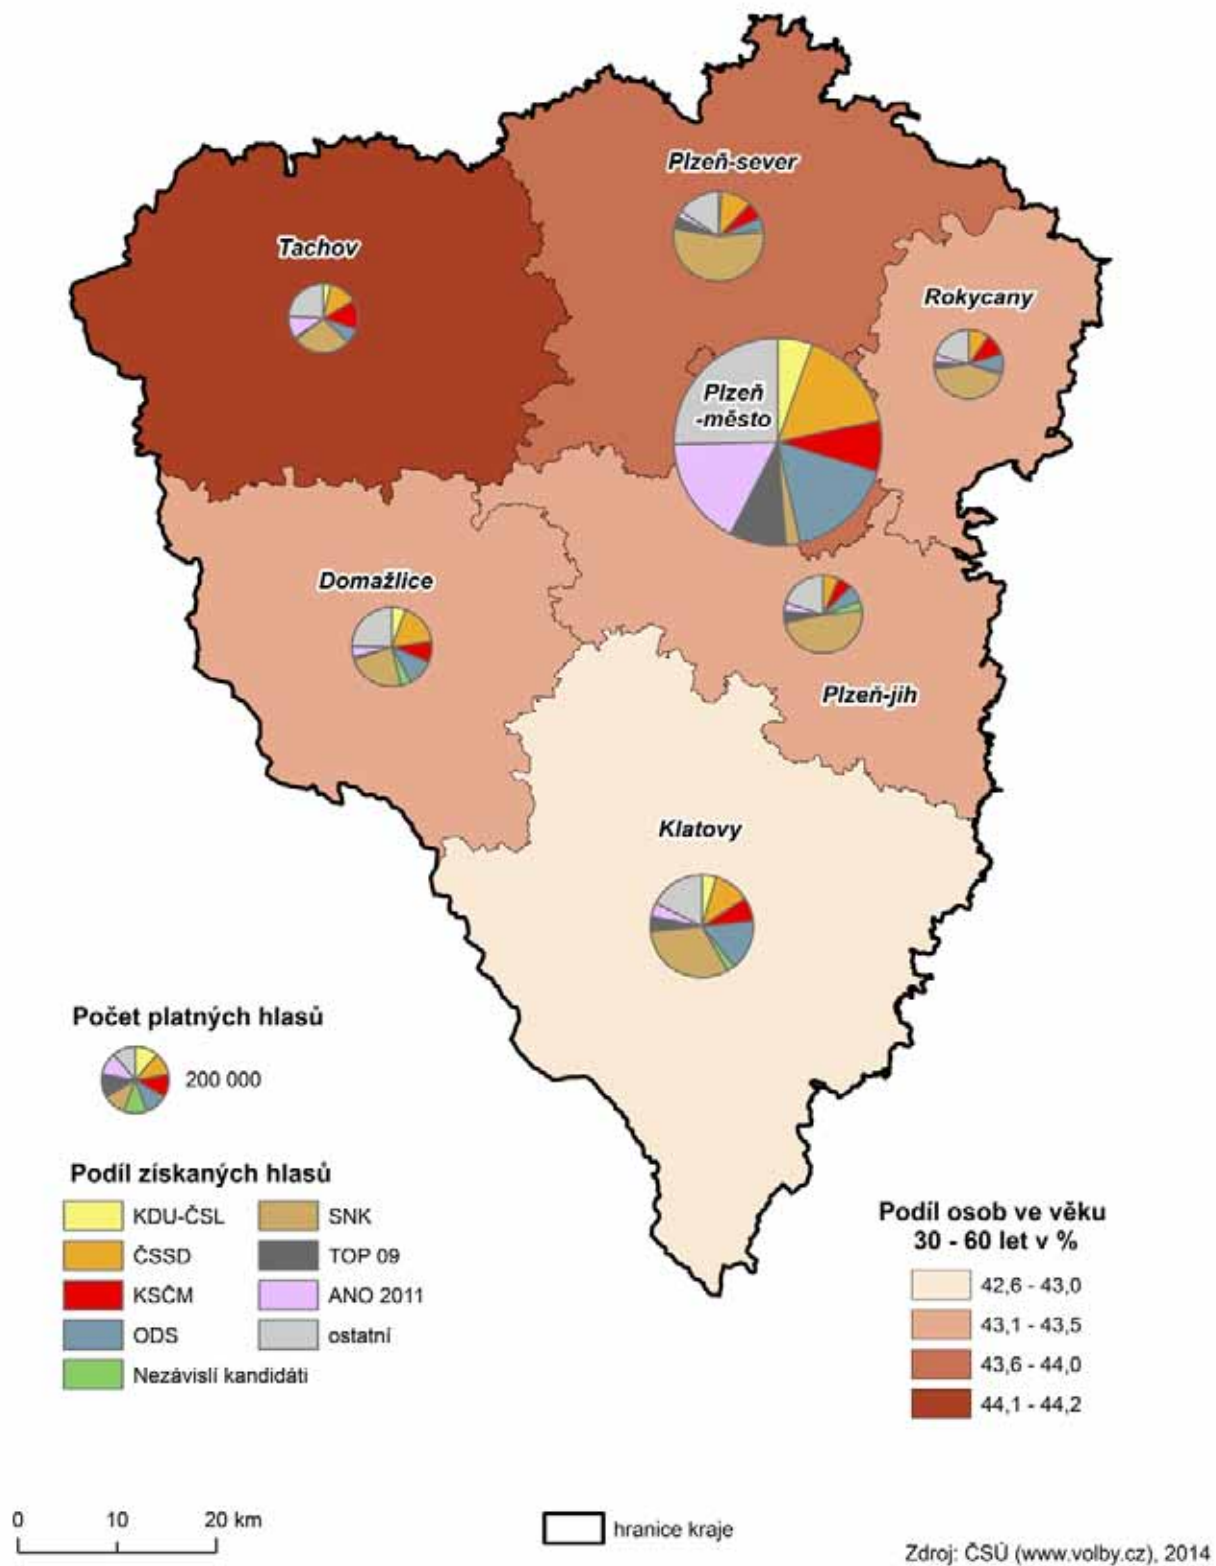 Plzeň-sever
Tachov
Rokycany
Plzeň
-město
Domažlice
Plzeň-jih
Klatovy
Počet platných hlasů
200 000
Podíl získaných hlasů
KDU-ČSL
SNK
ČSSD
TOP 09
KSČM
ANO 2011
ODS
ostatní
Nezávislí kandidáti
Podíl osob ve věku
30 - 60 let v %
42,6 - 43,0
43,1 - 43,5
43,6 - 44,0
44,1 - 44,2
0 10 20 km
hranice kraje
Zdroj: ČSÚ (www.volby.cz), 2014